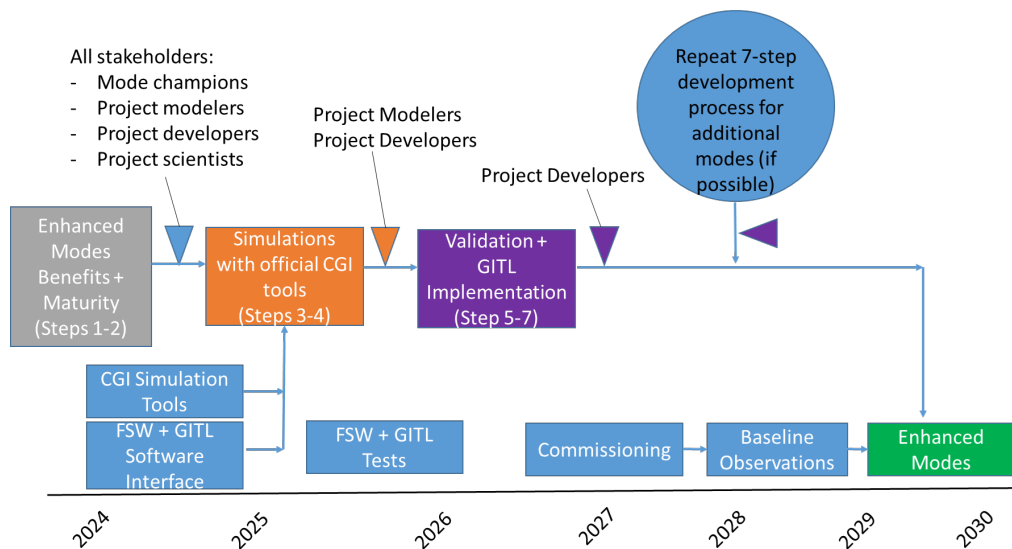 All stakeholders:
- Mode champions
- Project modelers
- Project developers
- Project scientists
Project Modelers
Project Developers
Project Developers
Repeat 7-step
development
process for
additional
modes (if
possible)
Enhanced
Modes
Benefits +
Maturity
(Steps 1-2)
Simulations
with official CGI
tools
(Steps 3-4)
Validation +
GITL
Implementation
(Step 5-7)
CGI Simulation
Tools
FSW + GITL
Software
Interface
FSW + GITL
Tests
Commissioning
Baseline
Observations
Enhanced
Modes
2024
2025
2026
2027
2028
2029
2030